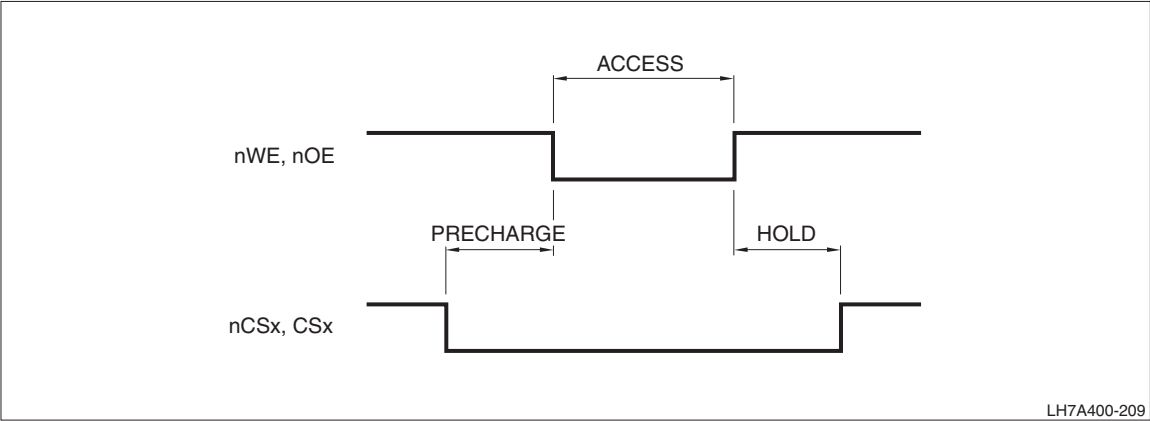 ACCESS
nWE, nOE
PRECHARGE
HOLD
nCSx, CSx
LH7A400-209